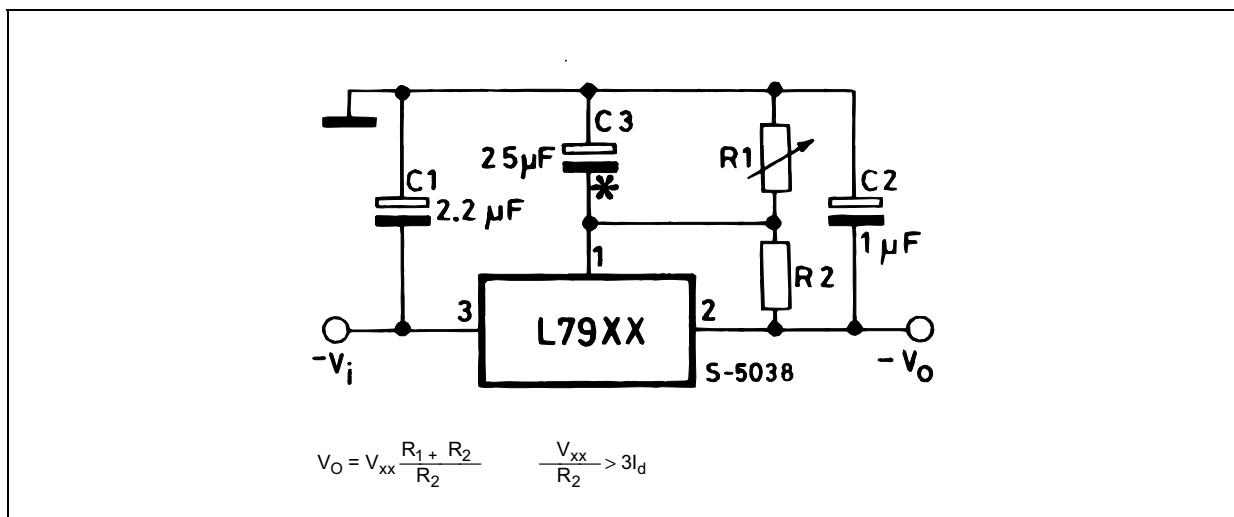 C3
25µF
*
R1
C1
2.2 µF
C2
1 µF
1
R2
3
L79XX
2
-Vi
S-5038
-Vo
VO = Vxx (R1 + R2) / R2    Vxx / R2 > 3Id